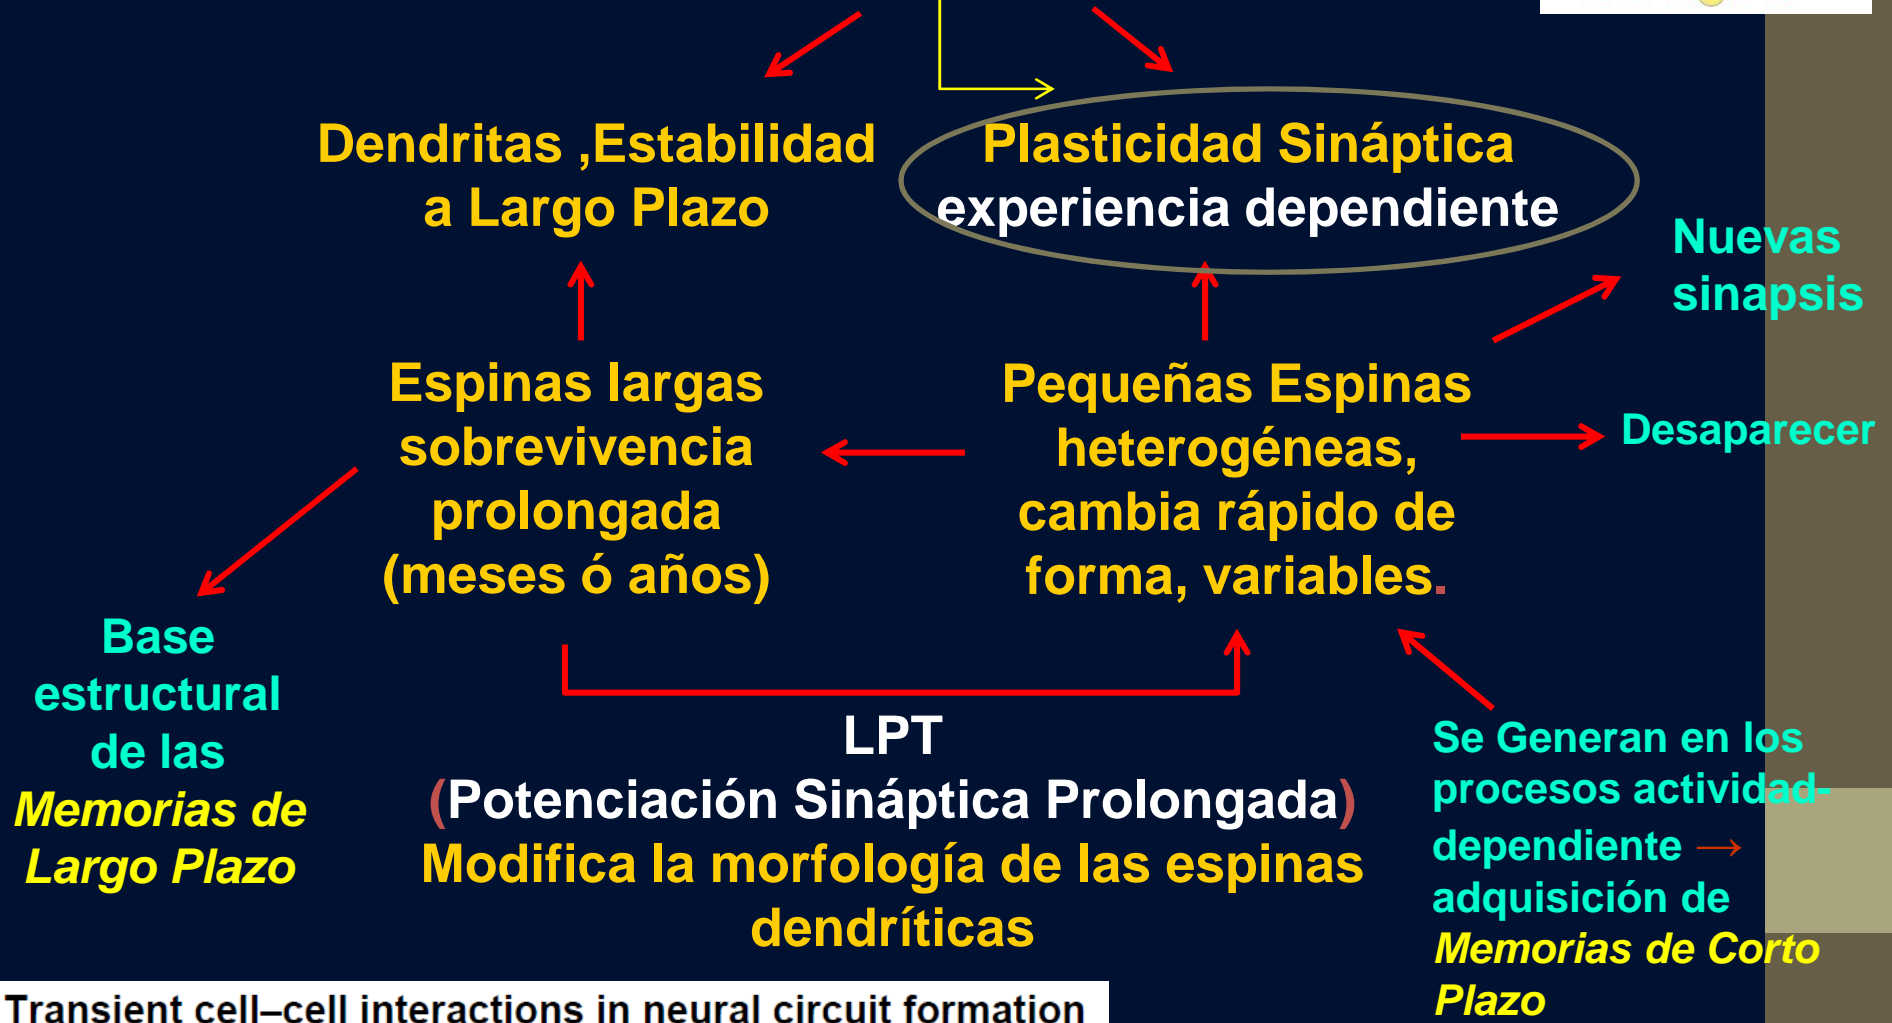 Dendritas ,Estabilidad
a Largo Plazo
Plasticidad Sináptica
experiencia dependiente
Nuevas
sinapsis
Espinas largas
sobrevivencia
prolongada
(meses ó años)
Pequeñas Espinas
heterogéneas,
cambia rápido de
forma, variables.
Desaparecer
Base
estructural
de las
Memorias de
Largo Plazo
LPT
(Potenciación Sináptica Prolongada)
Modifica la morfología de las espinas
dendríticas
Se Generan en los
procesos actividad-
dependiente →
adquisición de
Memorias de Corto
Plazo
Transient cell–cell interactions in neural circuit formation